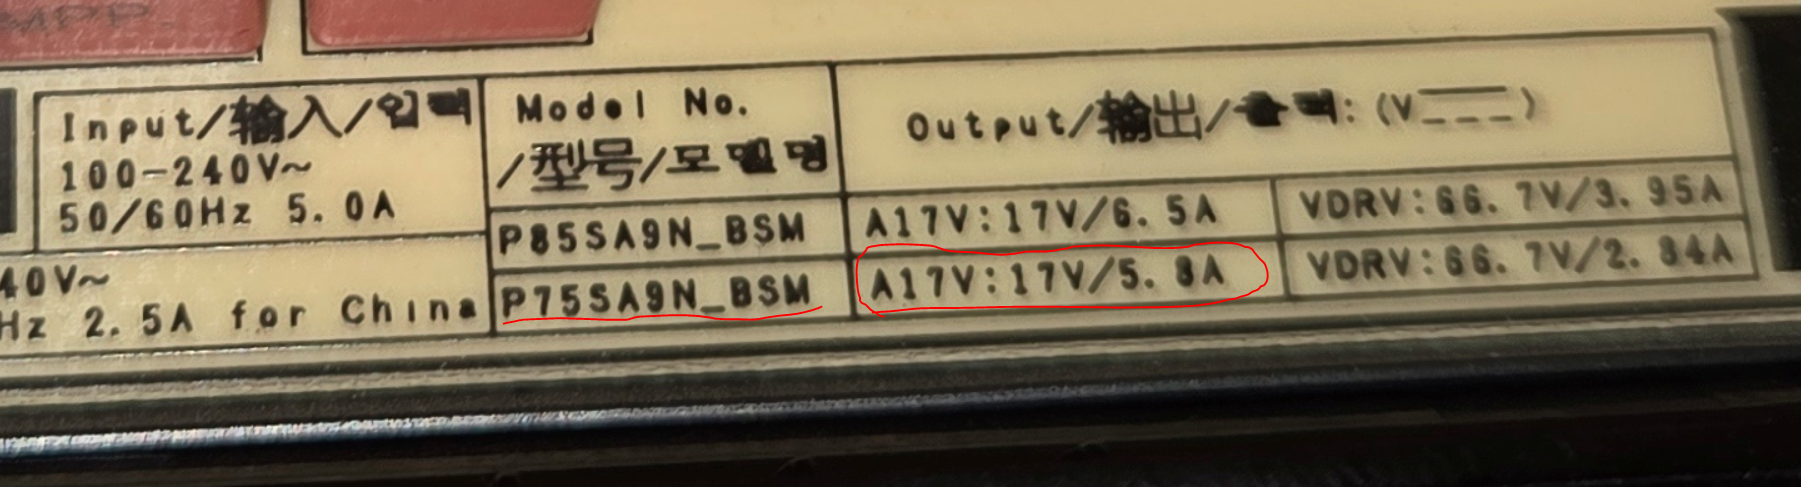 MPP.
Input/输入/입력
100-240V~
50/60Hz 5.0A
40V~
Hz 2.5A for China
Model No.
/型号/모델명
P85SA9N_BSM
P75SA9N_BSM
Output/输出/출력: (V⎓)
A17V:17V/6.5A
VDRV:66.7V/3.95A
A17V:17V/5.8A
VDRV:66.7V/2.84A